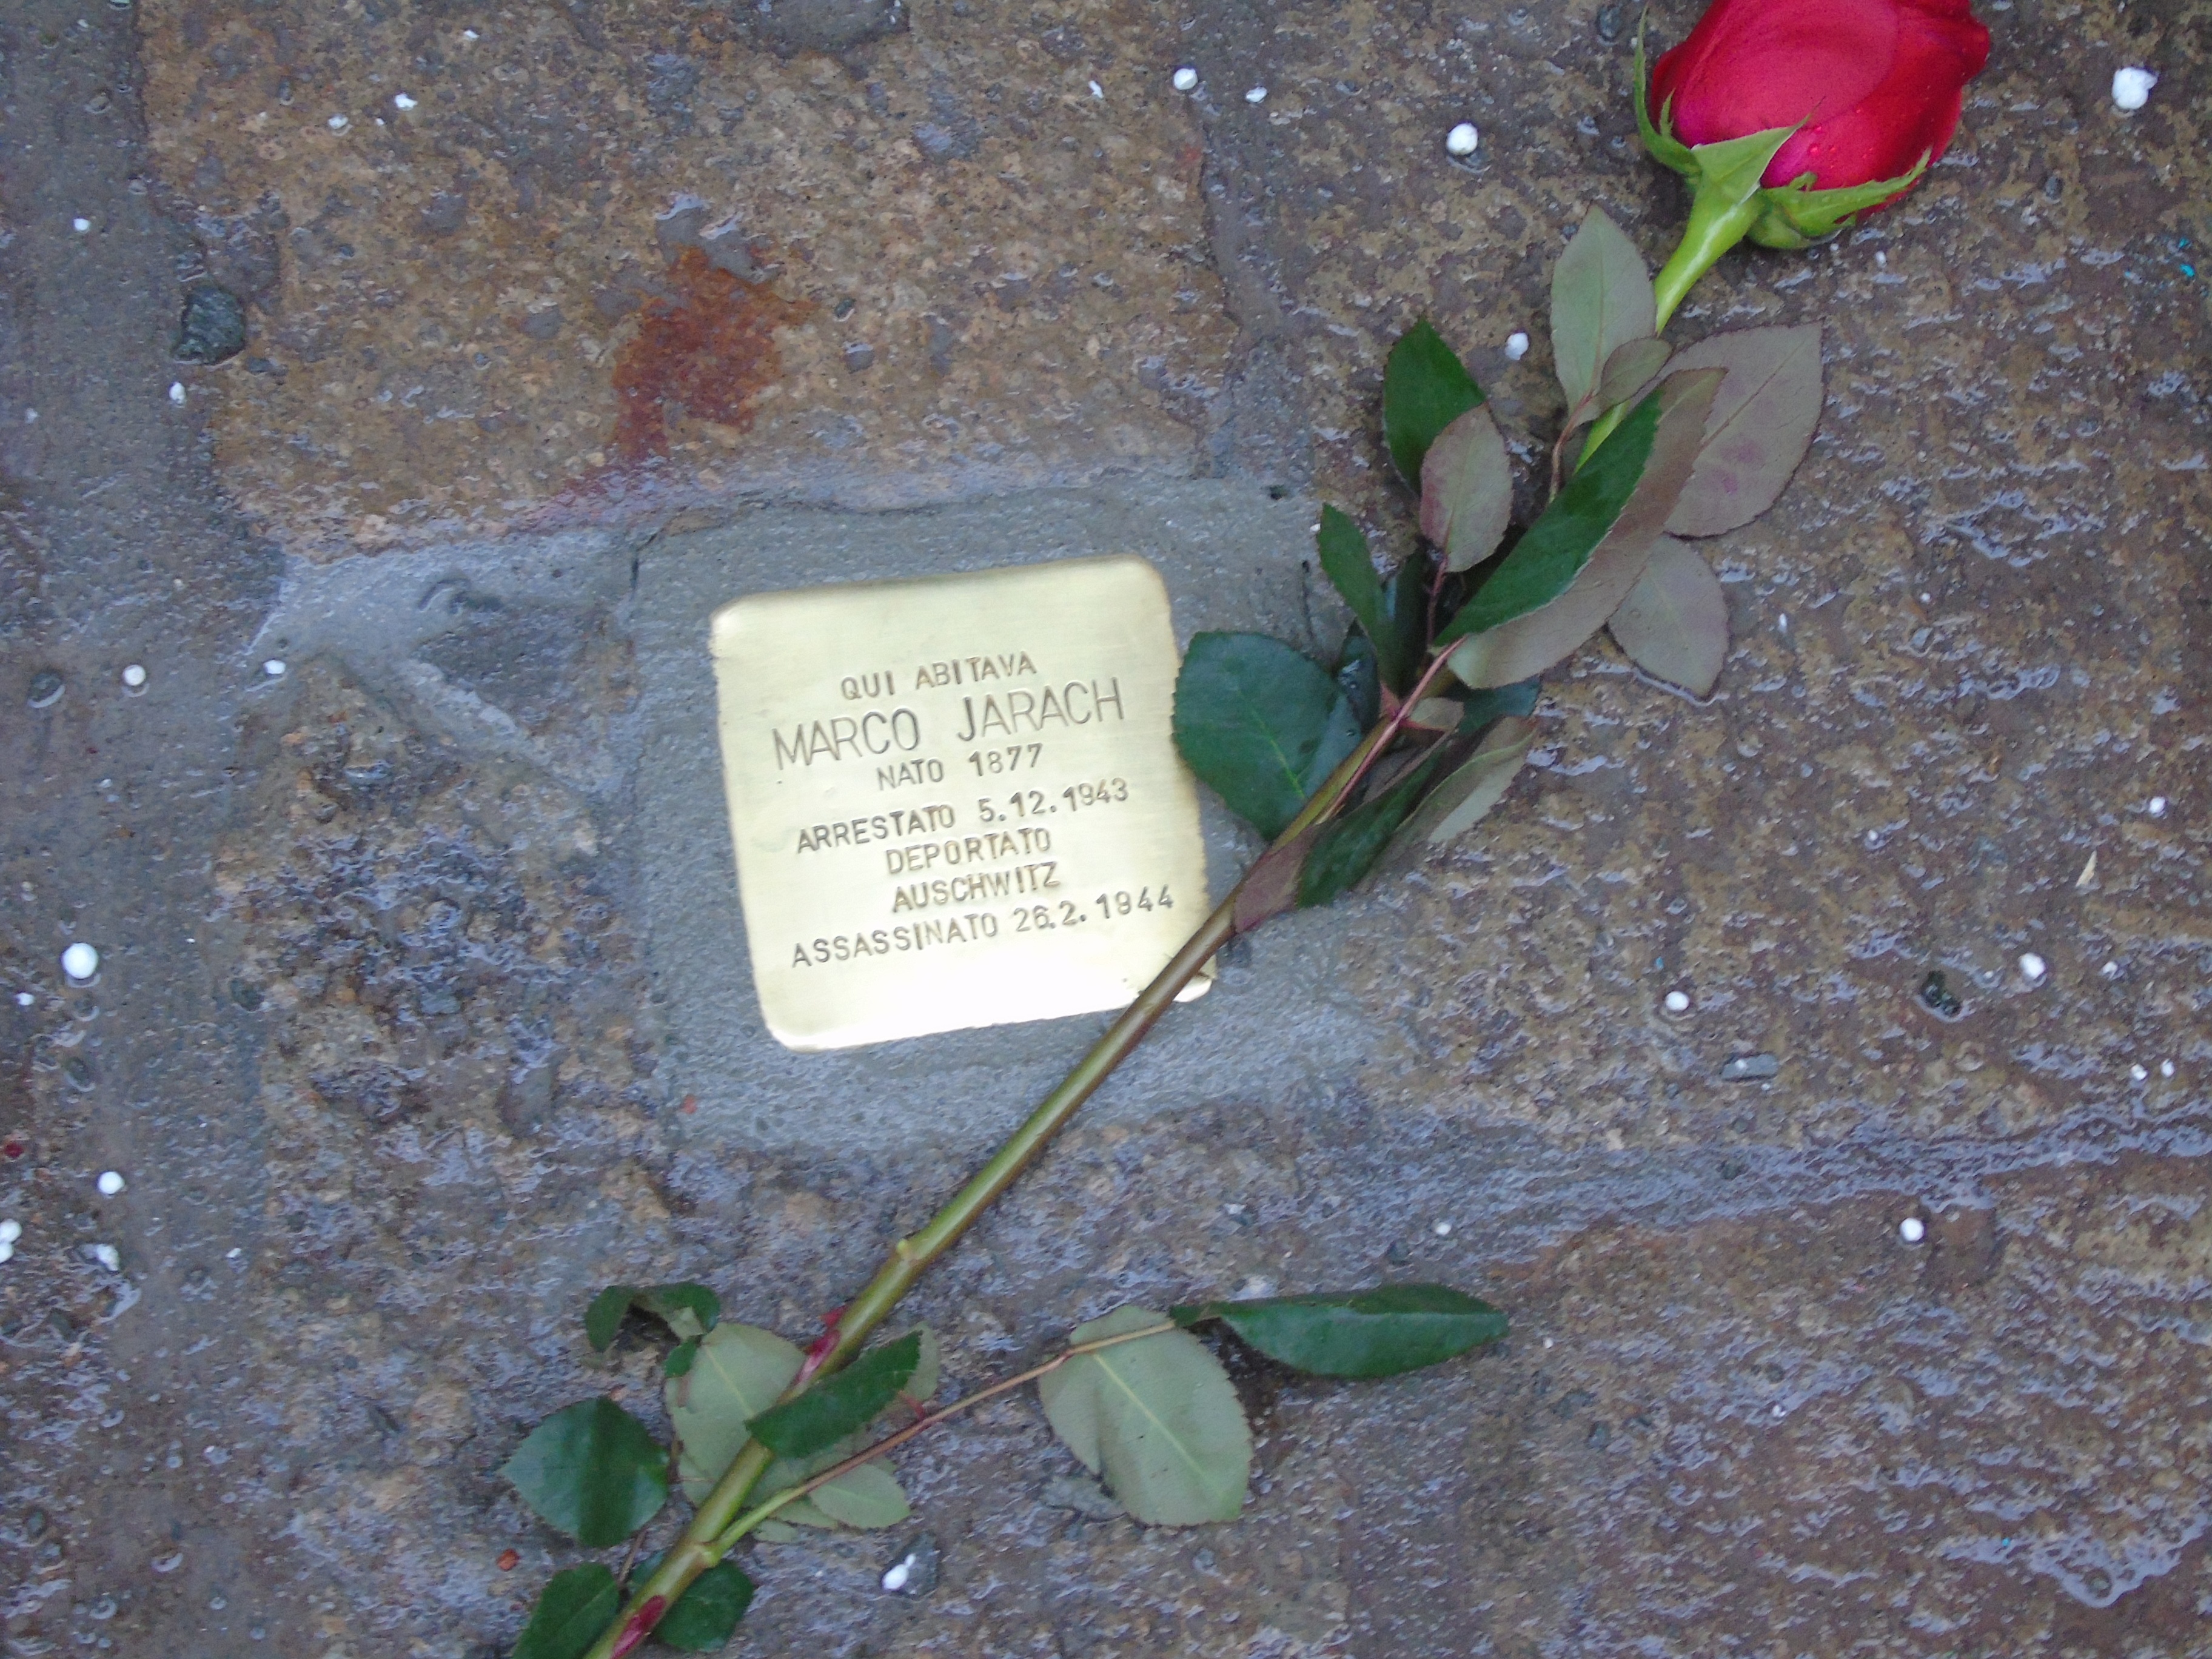 QUI ABITAVA
MARCO JARACH
NATO 1877
ARRESTATO 5.12.1943
DEPORTATO
AUSCHWITZ
ASSASSINATO 26.2.1944